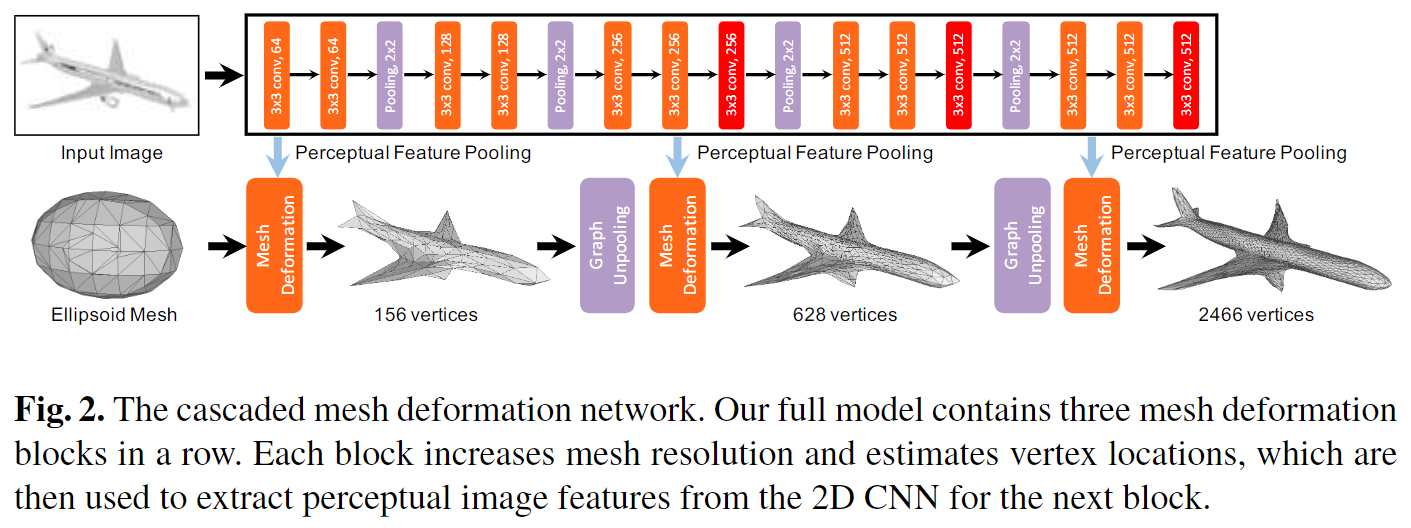 3x3 conv, 64
3x3 conv, 64
Pooling, 2x2
3x3 conv, 128
3x3 conv, 128
Pooling, 2x2
3x3 conv, 256
3x3 conv, 256
3x3 conv, 256
Pooling, 2x2
3x3 conv, 512
3x3 conv, 512
3x3 conv, 512
Pooling, 2x2
3x3 conv, 512
3x3 conv, 512
3x3 conv, 512
Input Image
Perceptual Feature Pooling
Perceptual Feature Pooling
Perceptual Feature Pooling
Mesh
Deformation
Graph
Unpooling
Mesh
Deformation
Graph
Unpooling
Mesh
Deformation
Ellipsoid Mesh
156 vertices
628 vertices
2466 vertices
Fig. 2. The cascaded mesh deformation network. Our full model contains three mesh deformation
blocks in a row. Each block increases mesh resolution and estimates vertex locations, which are
then used to extract perceptual image features from the 2D CNN for the next block.